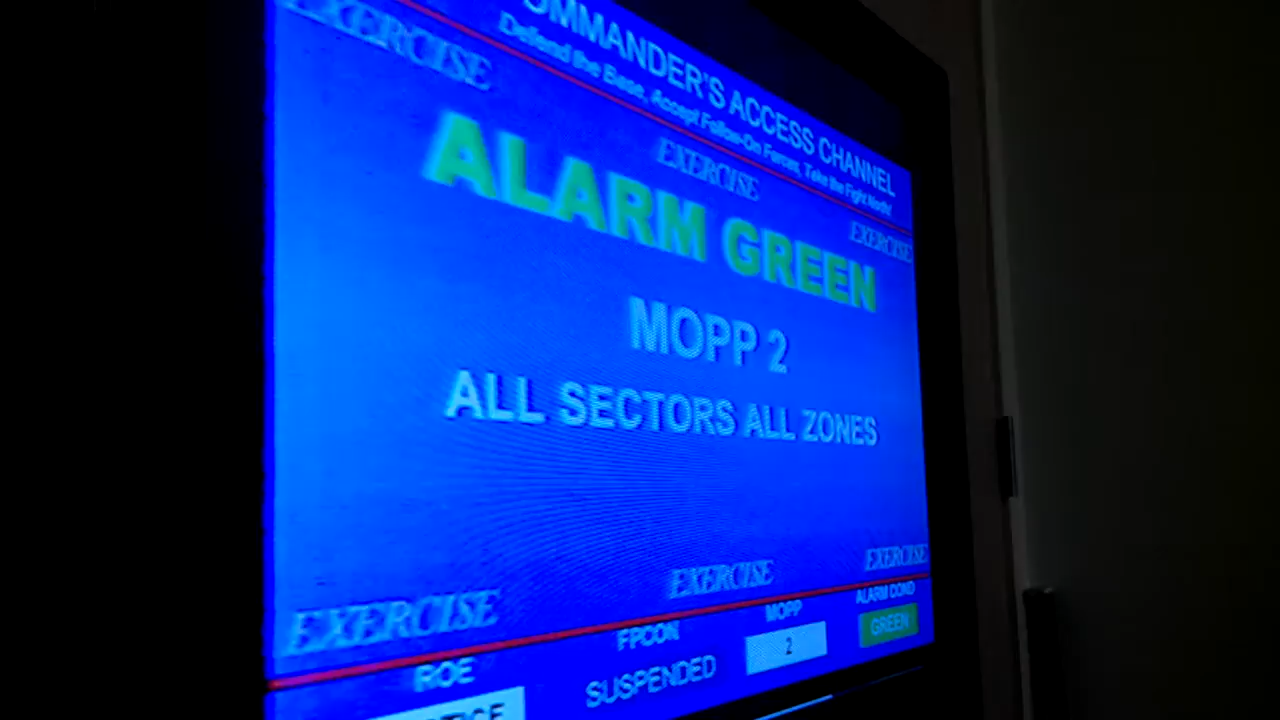 COMMANDER'S ACCESS CHANNEL
Defend the Base, Accept Follow-On Forces, Take the Fight North!
EXERCISE
EXERCISE
EXERCISE
ALARM GREEN
MOPP 2
ALL SECTORS ALL ZONES
EXERCISE
EXERCISE
EXERCISE
ROE
FPCON
SUSPENDED
MOPP
2
ALARM COND
GREEN